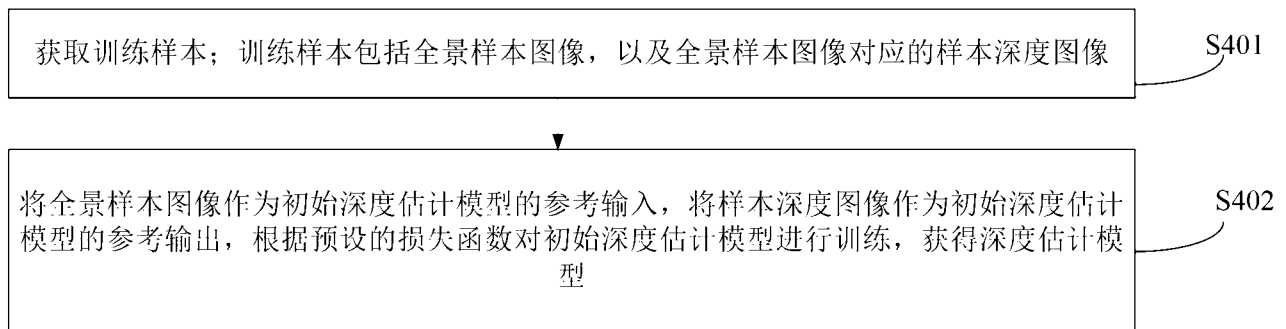 获取训练样本；训练样本包括全景样本图像，以及全景样本图像对应的样本深度图像
S401
将全景样本图像作为初始深度估计模型的参考输入，将样本深度图像作为初始深度估计
模型的参考输出，根据预设的损失函数对初始深度估计模型进行训练，获得深度估计模
型
S402